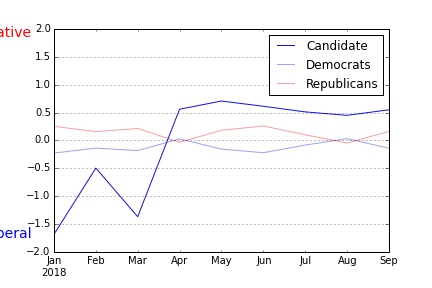 ative
2.0
1.5
1.0
0.5
0.0
−0.5
−1.0
−1.5
−2.0
beral
Candidate
Democrats
Republicans
Jan Feb Mar Apr May Jun Jul Aug Sep
2018